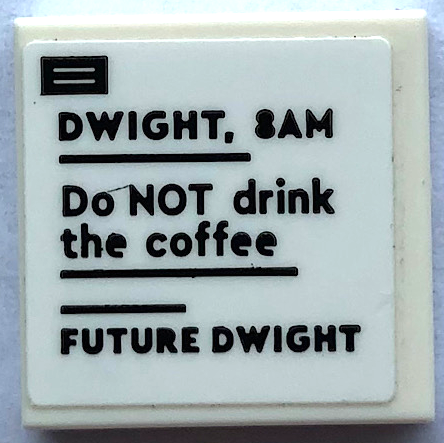 DWIGHT, 8AM
Do NOT drink
the coffee
FUTURE DWIGHT